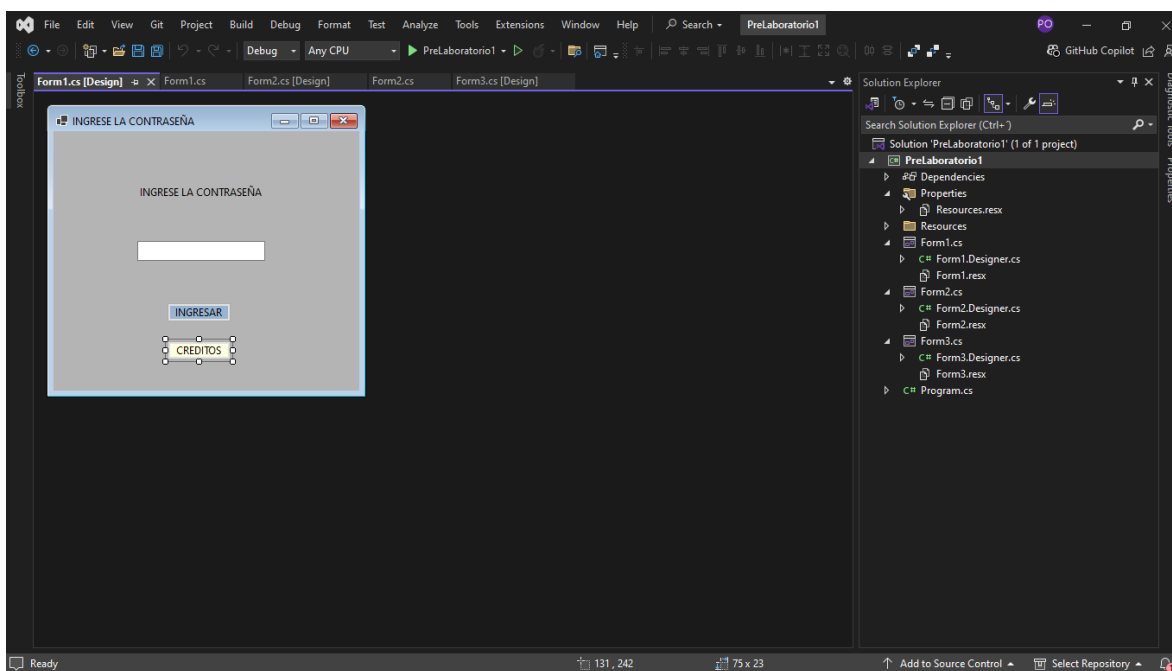 File Edit View Git Project Build Debug Format Test Analyze Tools Extensions Window Help Search PreLaboratorio1 PO
Debug Any CPU PreLaboratorio1 GitHub Copilot
Toolbox
Form1.cs [Design] Form1.cs Form2.cs [Design] Form2.cs Form3.cs [Design]
INGRESE LA CONTRASEÑA
INGRESE LA CONTRASEÑA
INGRESAR
CREDITOS
Solution Explorer
Search Solution Explorer (Ctrl+´)
Solution 'PreLaboratorio1' (1 of 1 project)
PreLaboratorio1
Dependencies
Properties
Resources.resx
Resources
Form1.cs
C# Form1.Designer.cs
Form1.resx
Form2.cs
C# Form2.Designer.cs
Form2.resx
Form3.cs
C# Form3.Designer.cs
Form3.resx
C# Program.cs
Diagnostic Tools
Properties
Ready 131 , 242 75 x 23 Add to Source Control Select Repository